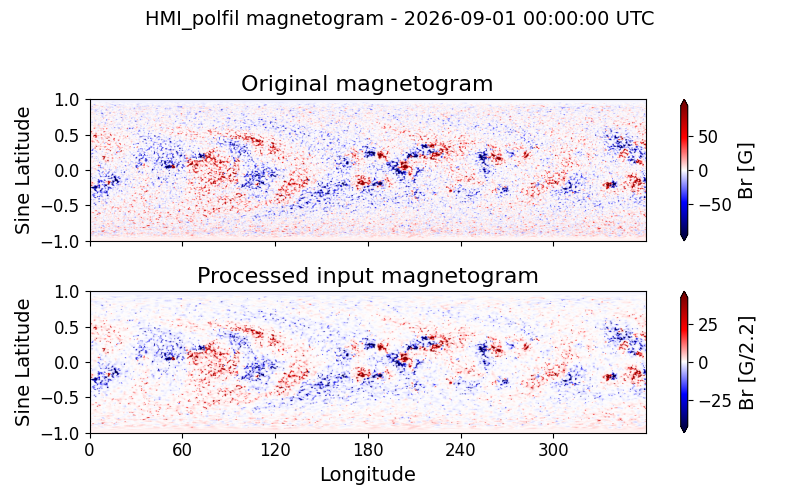 HMI_polfil magnetogram - 2026-09-01 00:00:00 UTC
Original magnetogram
1.0
0.5
0.0
−0.5
−1.0
Sine Latitude
50
0
−50
Br [G]
Processed input magnetogram
1.0
0.5
0.0
−0.5
−1.0
Sine Latitude
0
60
120
180
240
300
Longitude
25
0
−25
Br [G/2.2]